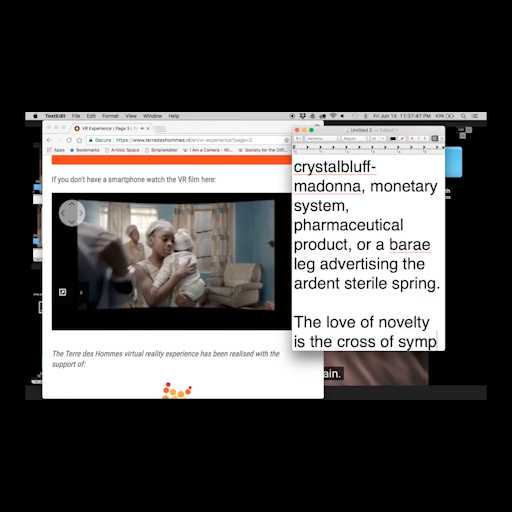 TextEdit File Edit Format View Window Help
Fri Jun 15 11:37:47 PM 43%
VR Experience | Page 3 | Te
Secure https://www.terredeshommes.nl/en/vr-experience?page=2
Apps Bookmarks Artists Space SimpleAider I Am a Camera - Wi... Society for the Diff
If you don't have a smartphone watch the VR film here:
The Terre des Hommes virtual reality experience has been realised with the
support of:
Untitled 3 — Edited
crystalbluff-
madonna, monetary
system,
pharmaceutical
product, or a barae
leg advertising the
ardent sterile spring.
The love of novelty
is the cross of symp
ain.